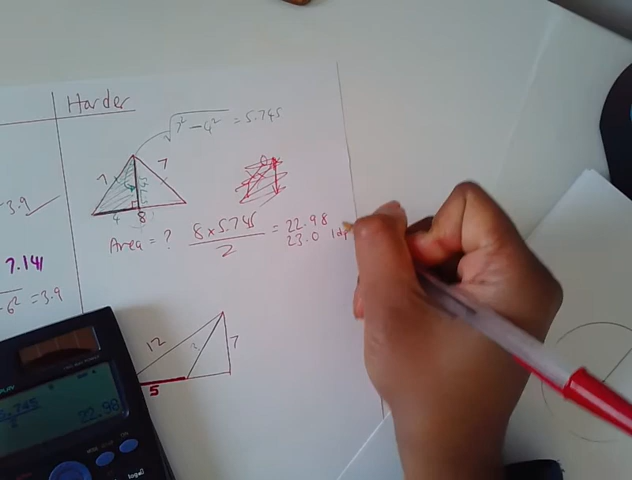 Harder
√7² - 4² = 5.745
7 7
4 8
3.9
Area = ? 8 x 5.745 / 2 = 22.98
23.0 1dp
7.141
6² = 3.9
12 ? 7
5
5.745
22.98